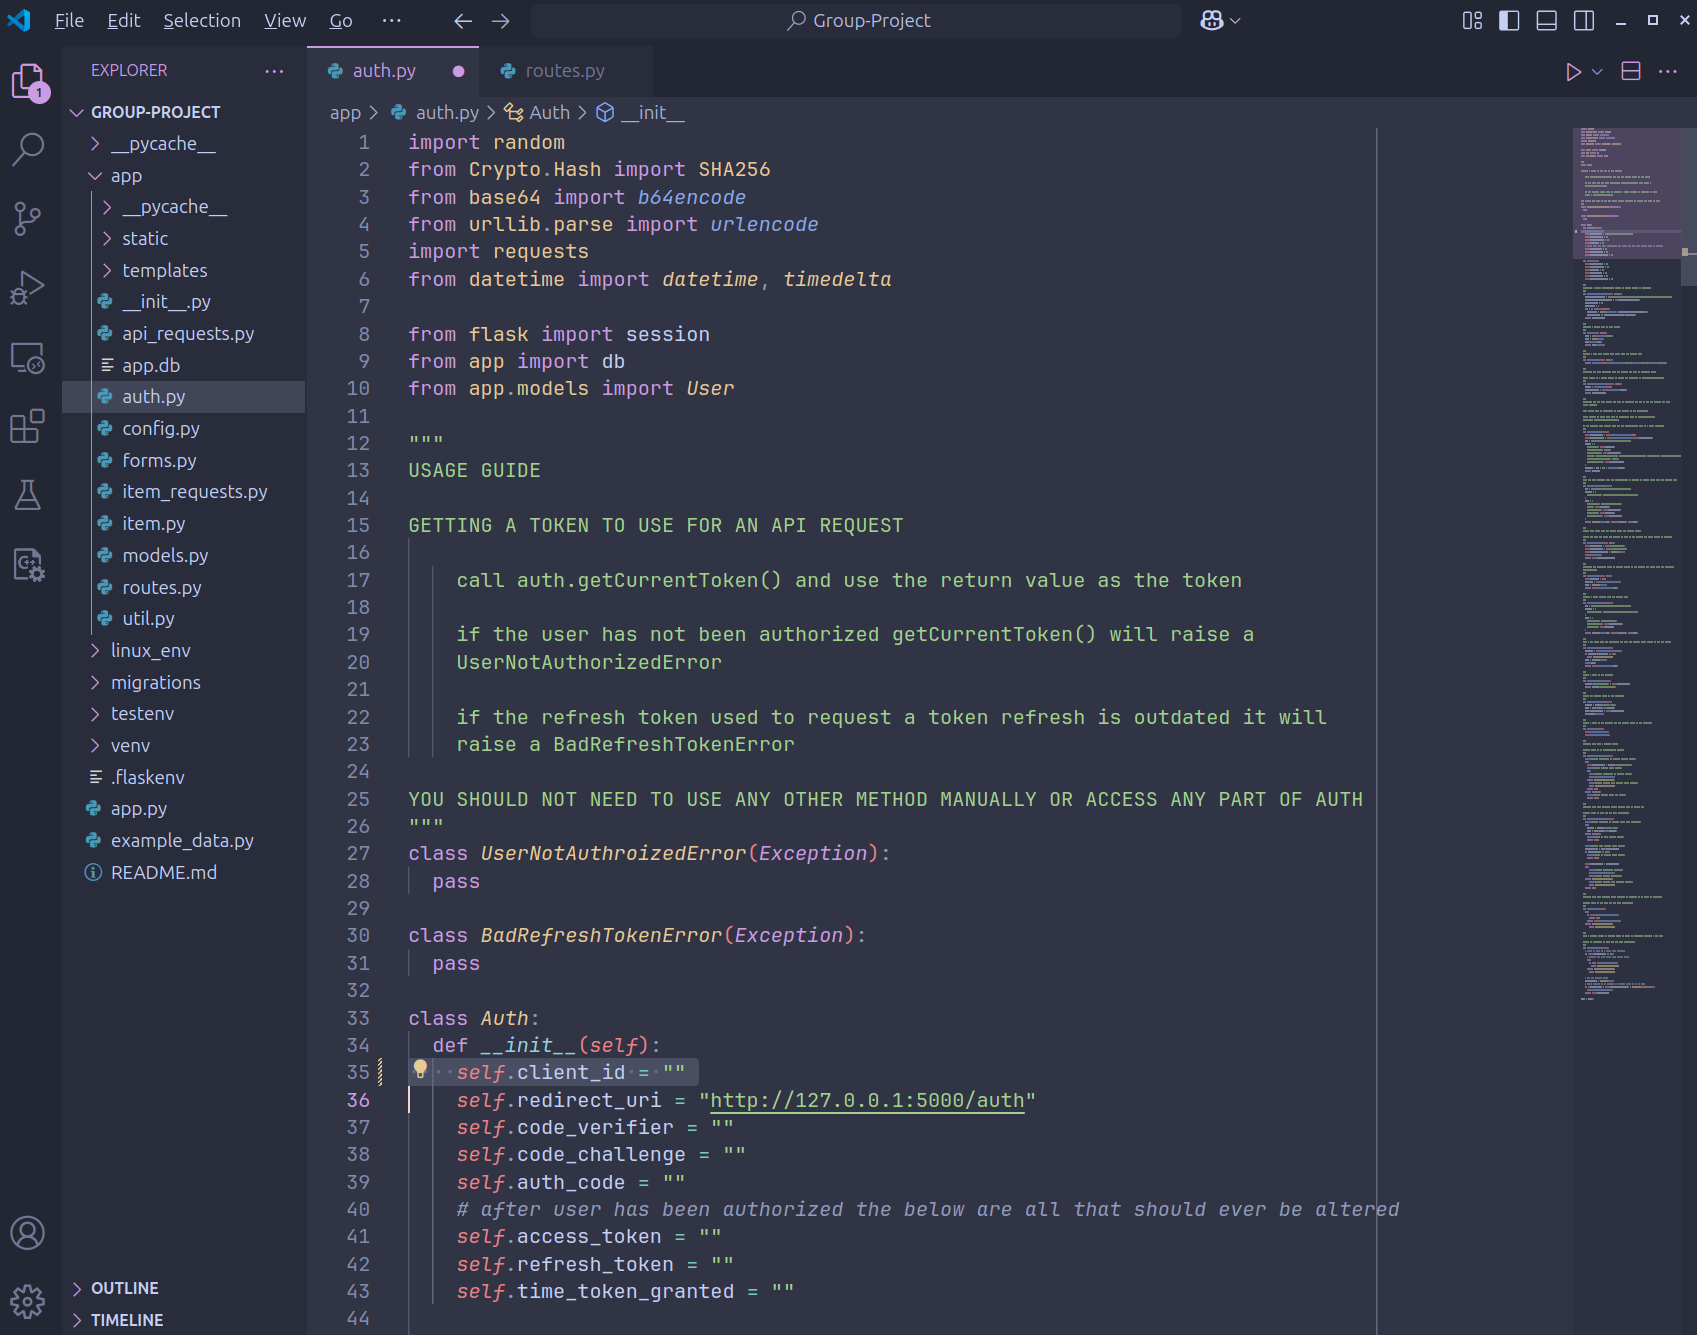 File Edit Selection View Go ··· Group-Project
EXPLORER ···
1
GROUP-PROJECT
__pycache__
app
__pycache__
static
templates
__init__.py
api_requests.py
app.db
auth.py
config.py
forms.py
item_requests.py
item.py
models.py
routes.py
util.py
linux_env
migrations
testenv
venv
.flaskenv
app.py
example_data.py
README.md
OUTLINE
TIMELINE
auth.py routes.py
app > auth.py > Auth > __init__
1 import random
2 from Crypto.Hash import SHA256
3 from base64 import b64encode
4 from urllib.parse import urlencode
5 import requests
6 from datetime import datetime, timedelta
7
8 from flask import session
9 from app import db
10 from app.models import User
11
12 """
13 USAGE GUIDE
14
15 GETTING A TOKEN TO USE FOR AN API REQUEST
16
17 call auth.getCurrentToken() and use the return value as the token
18
19 if the user has not been authorized getCurrentToken() will raise a
20 UserNotAuthorizedError
21
22 if the refresh token used to request a token refresh is outdated it will
23 raise a BadRefreshTokenError
24
25 YOU SHOULD NOT NEED TO USE ANY OTHER METHOD MANUALLY OR ACCESS ANY PART OF AUTH
26 """
27 class UserNotAuthroizedError(Exception):
28 pass
29
30 class BadRefreshTokenError(Exception):
31 pass
32
33 class Auth:
34 def __init__(self):
35 self.client_id = ""
36 self.redirect_uri = "http://127.0.0.1:5000/auth"
37 self.code_verifier = ""
38 self.code_challenge = ""
39 self.auth_code = ""
40 # after user has been authorized the below are all that should ever be altered
41 self.access_token = ""
42 self.refresh_token = ""
43 self.time_token_granted = ""
44